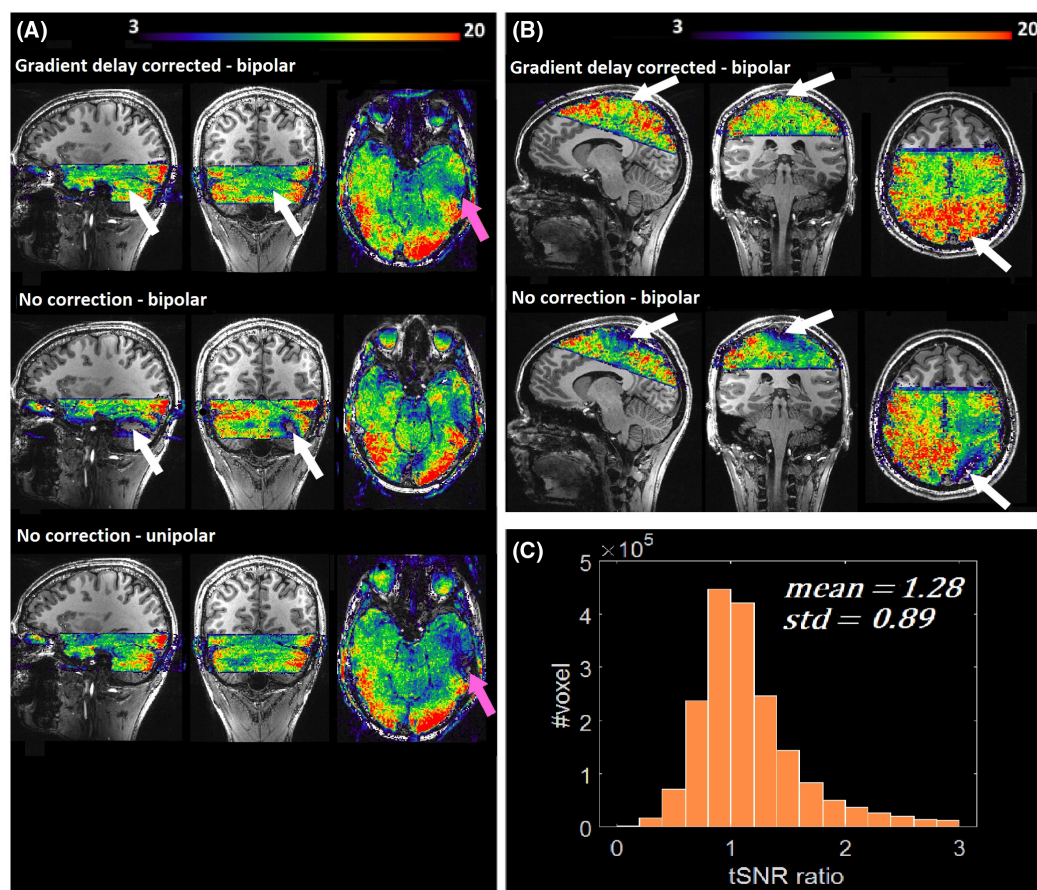 (A)
3
20
Gradient delay corrected - bipolar
No correction - bipolar
No correction - unipolar
(B)
3
20
Gradient delay corrected - bipolar
No correction - bipolar
(C)
×10⁵
mean = 1.28
std = 0.89
5
4
3
2
1
0
#voxel
0 1 2 3
tSNR ratio